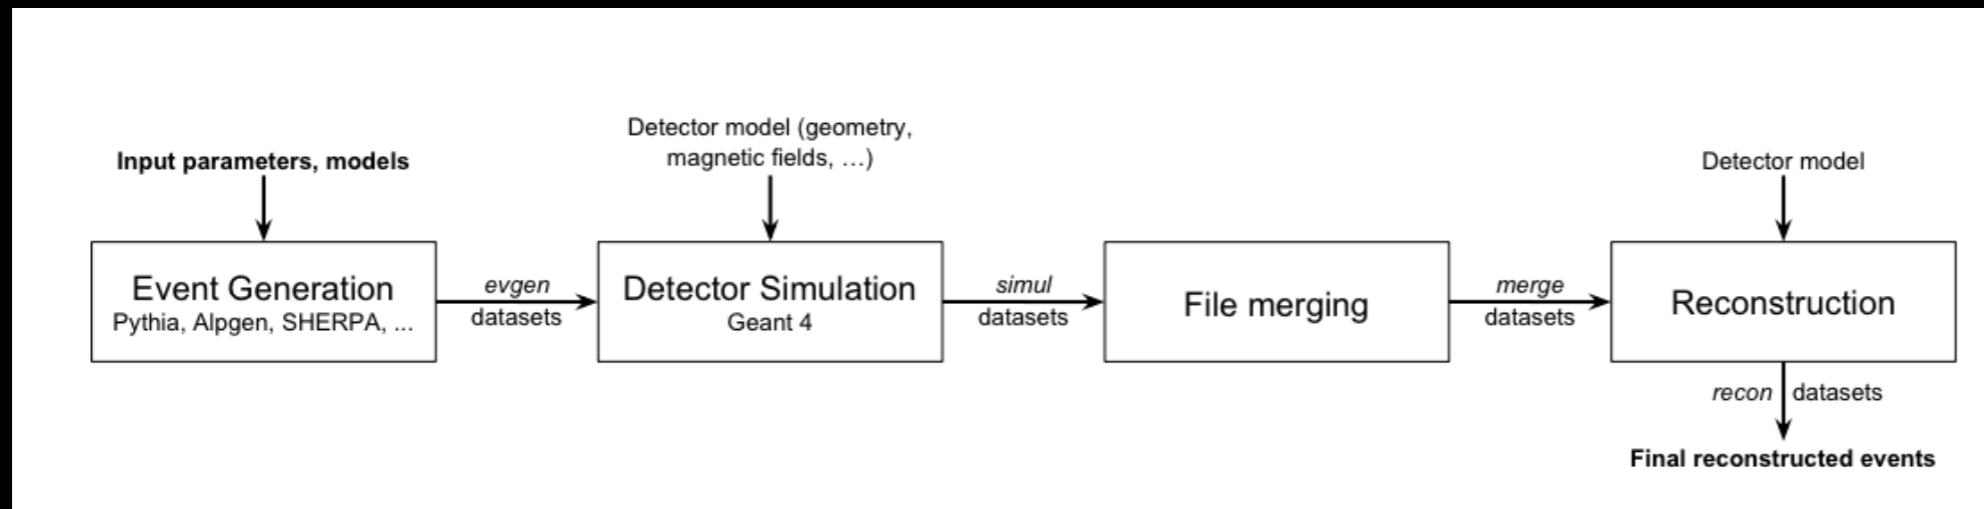 Input parameters, models
Event Generation
Pythia, Alpgen, SHERPA, ...
evgen
datasets
Detector model (geometry,
magnetic fields, …)
Detector Simulation
Geant 4
simul
datasets
File merging
merge
datasets
Detector model
Reconstruction
recon datasets
Final reconstructed events